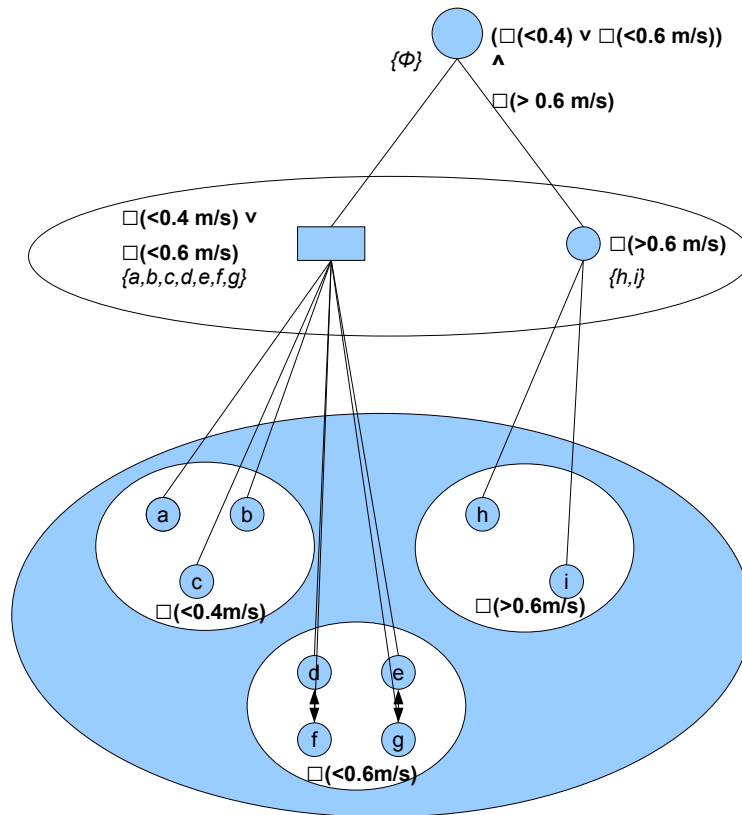 (□(<0.4) ∨ □(<0.6 m/s))
{Φ}
∧
□(> 0.6 m/s)
□(<0.4 m/s) ∨
□(<0.6 m/s)
{a,b,c,d,e,f,g}
□(>0.6 m/s)
{h,i}
a
b
h
c
i
□(<0.4m/s)
□(>0.6m/s)
d
e
f
g
□(<0.6m/s)